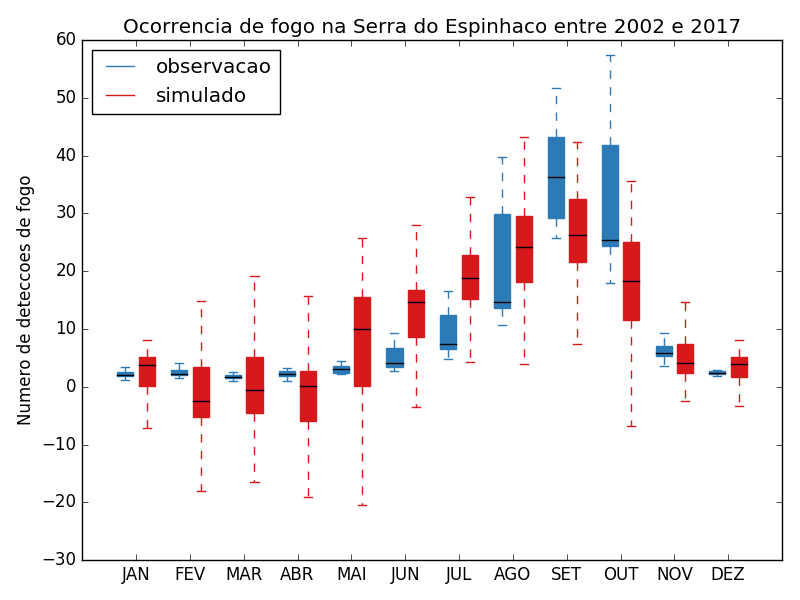 Ocorrencia de fogo na Serra do Espinhaco entre 2002 e 2017
observacao
simulado
Numero de deteccoes de fogo
60
50
40
30
20
10
0
−10
−20
−30
JAN FEV MAR ABR MAI JUN JUL AGO SET OUT NOV DEZ